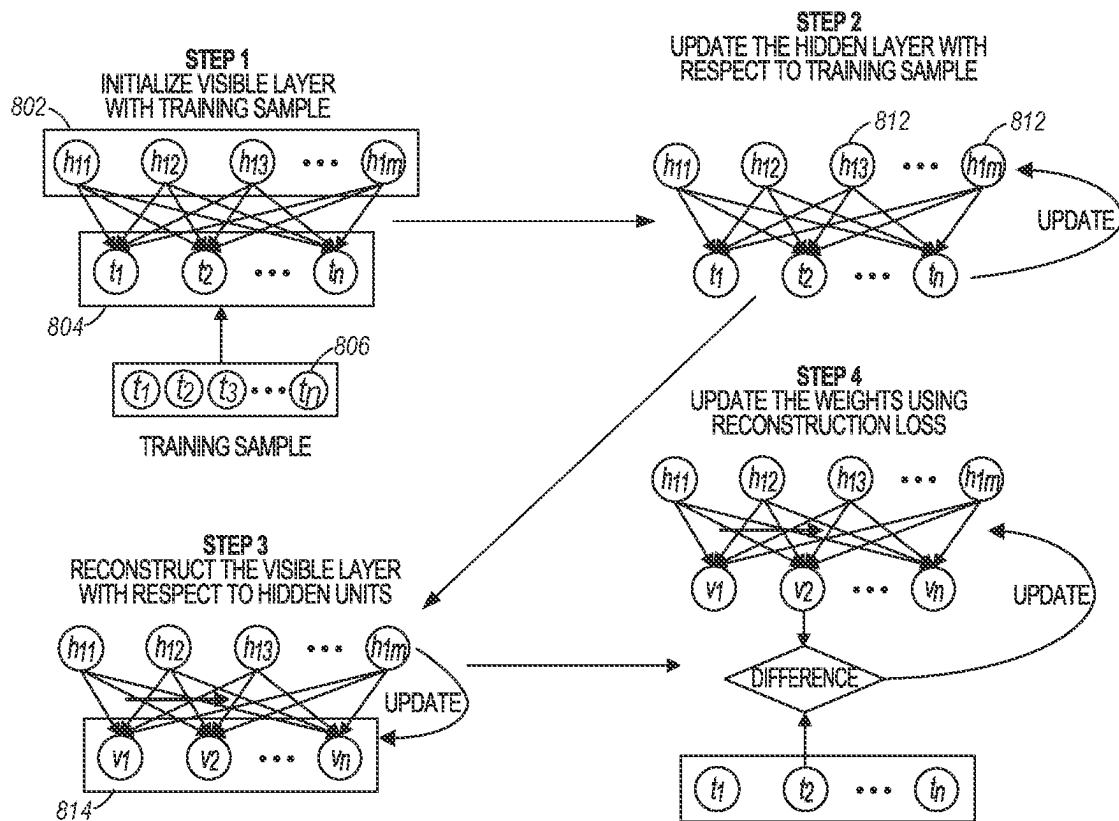 STEP 1
INITIALIZE VISIBLE LAYER
WITH TRAINING SAMPLE
802
h11 h12 h13 ••• h1m
t1 t2 ••• tn
804
806
t1 t2 t3 ••• tn
TRAINING SAMPLE
STEP 2
UPDATE THE HIDDEN LAYER WITH
RESPECT TO TRAINING SAMPLE
812 812
h11 h12 h13 ••• h1m
UPDATE
t1 t2 ••• tn
STEP 3
RECONSTRUCT THE VISIBLE LAYER
WITH RESPECT TO HIDDEN UNITS
h11 h12 h13 ••• h1m
UPDATE
v1 v2 ••• vn
814
STEP 4
UPDATE THE WEIGHTS USING
RECONSTRUCTION LOSS
h11 h12 h13 ••• h1m
v1 v2 ••• vn
UPDATE
DIFFERENCE
t1 t2 ••• tn